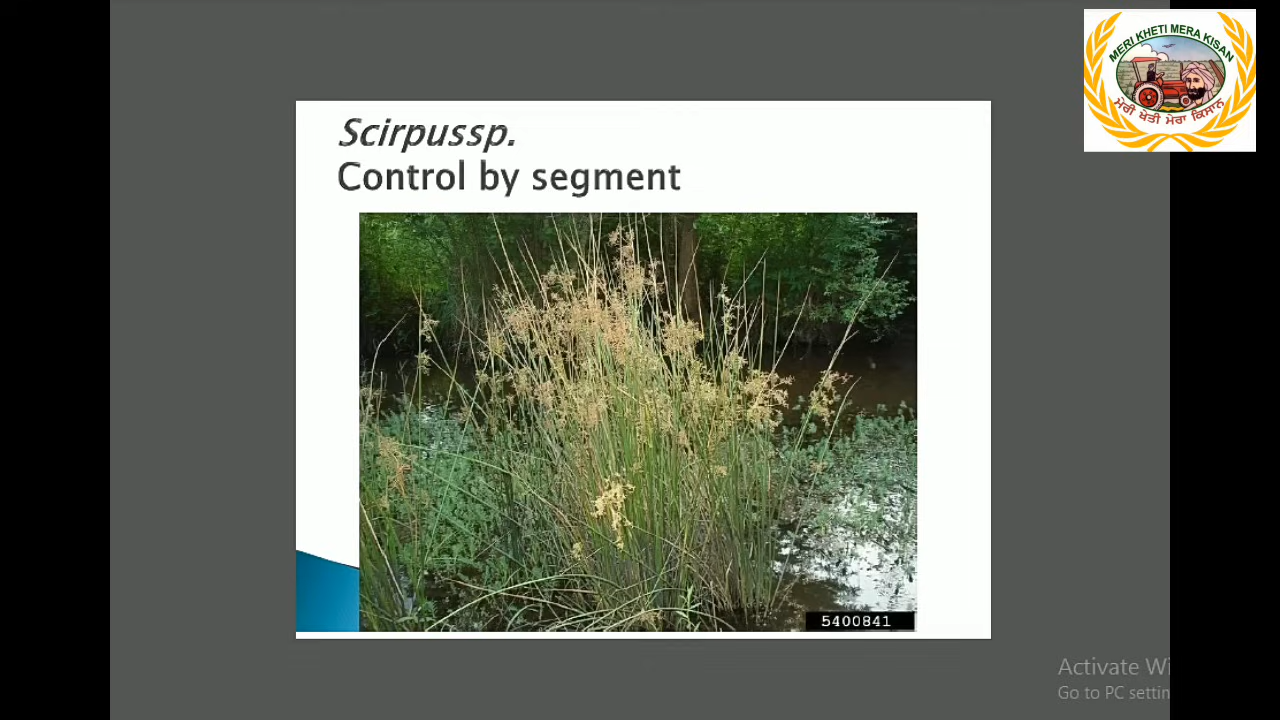 MERI KHETI MERA KISAN
ਮੇਰੀ ਖੇਤੀ ਮੇਰਾ ਕਿਸਾਨ
Scirpussp.
Control by segment
5400841
Activate Wi
Go to PC settin